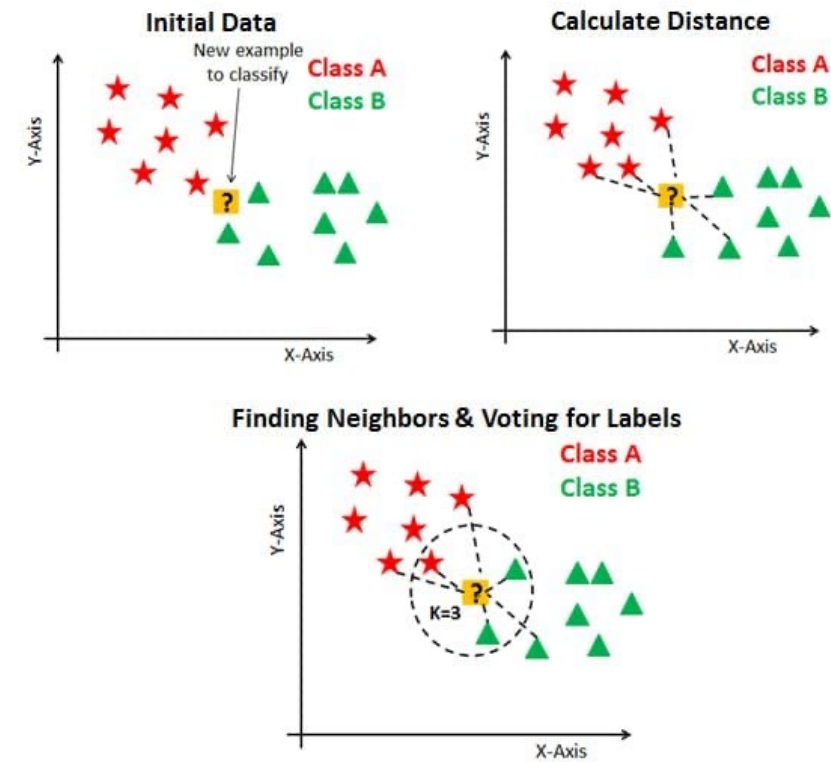 Initial Data
New example
to classify
Class A
Class B
Y-Axis
?
X-Axis
Calculate Distance
Class A
Class B
Y-Axis
?
X-Axis
Finding Neighbors & Voting for Labels
Class A
Class B
Y-Axis
?
K=3
X-Axis